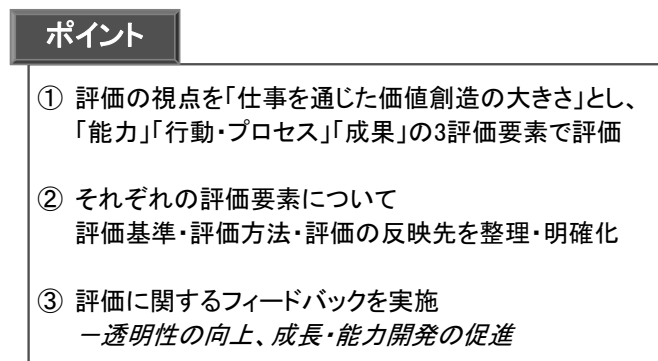 ポイント
① 評価の視点を「仕事を通じた価値創造の大きさ」とし、
「能力」「行動・プロセス」「成果」の3評価要素で評価
② それぞれの評価要素について
評価基準・評価方法・評価の反映先を整理・明確化
③ 評価に関するフィードバックを実施
－透明性の向上、成長・能力開発の促進